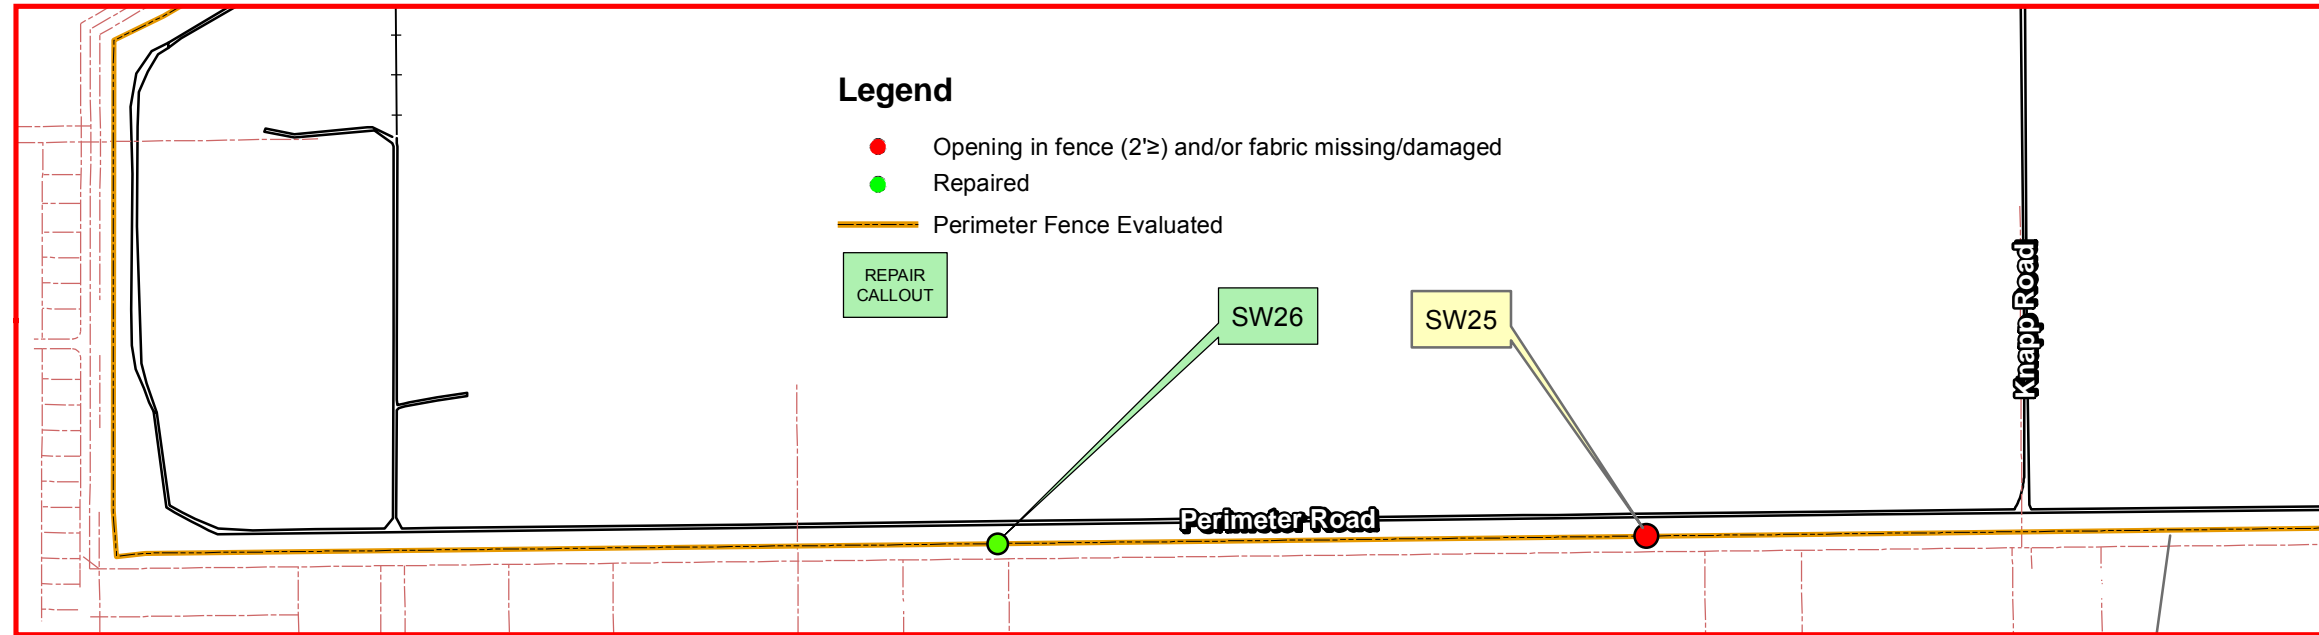 Legend
Opening in fence (2'≥) and/or fabric missing/damaged
Repaired
Perimeter Fence Evaluated
REPAIR
CALLOUT
SW26
SW25
Knapp Road
Perimeter Road